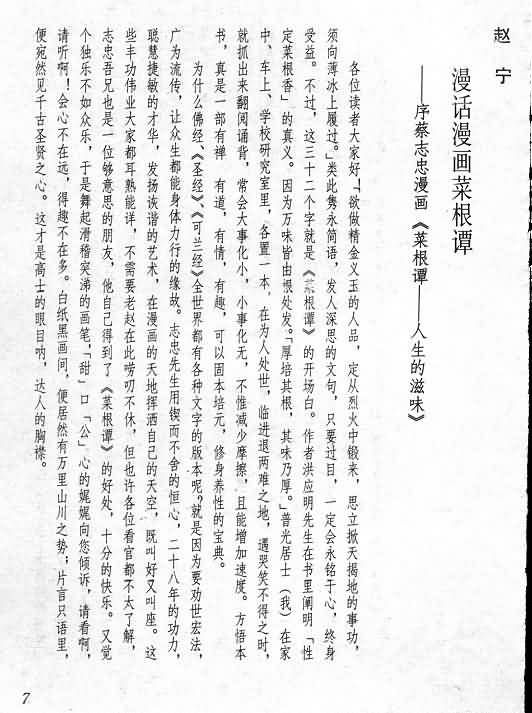 赵宁
漫话漫画菜根谭
——序蔡志忠漫画《菜根谭——人生的滋味》
各位读者大家好！“欲做精金义玉的人品，定从烈火中锻来，思立掀天揭地的事功，
须向薄冰上履过。”类此隽永简语，发人深思的文句，只要过目，一定会永铭于心，终身
受益。不过，这三十二个字就是《菜根谭》的开场白。作者洪应明先生在书里阐明「性
定菜根香」的真义。因为万味皆由根处发。「厚培其根，其味乃厚。」普光居士（我）在家
中、车上、学校研究室里，各置一本，在为人处世，临进退两难之地，遇哭笑不得之时，
就抓出来翻阅诵背，常会大事化小，小事化无，不惟减少摩擦，且能增加速度。方悟本
书，真是一部有禅　有道，有情，有趣，可以固本培元，修身养性的宝典。
为什么佛经、《圣经》、《可兰经》全世界都有各种文字的版本呢？就是因为要劝世宏法，
广为流传，让众生都能身体力行的缘故。志忠先生用锲而不舍的恒心，二十八年的功力，
聪慧捷敏的才华，发扬诙谐的艺术，在漫画的天地挥洒自己的天空，既叫好又叫座。这
些丰功伟业大家都耳熟能详，不需要老赵在此唠叨不休，但也许各位看官都不太了解，
志忠吾兄也是一位够意思的朋友，他自己得到了《菜根谭》的好处，十分的快乐。又觉
个独乐不如众乐，于是舞起滑稽突涕的画笔，「甜」口「公」心的娓娓向您倾诉，请看啊，
请听啊！会心不在远，得趣不在多。白纸黑画间，便居然有万里山川之势；片言只语里，
便宛然见千古圣贤之心。这才是高士的眼目呐，达人的胸襟。
7